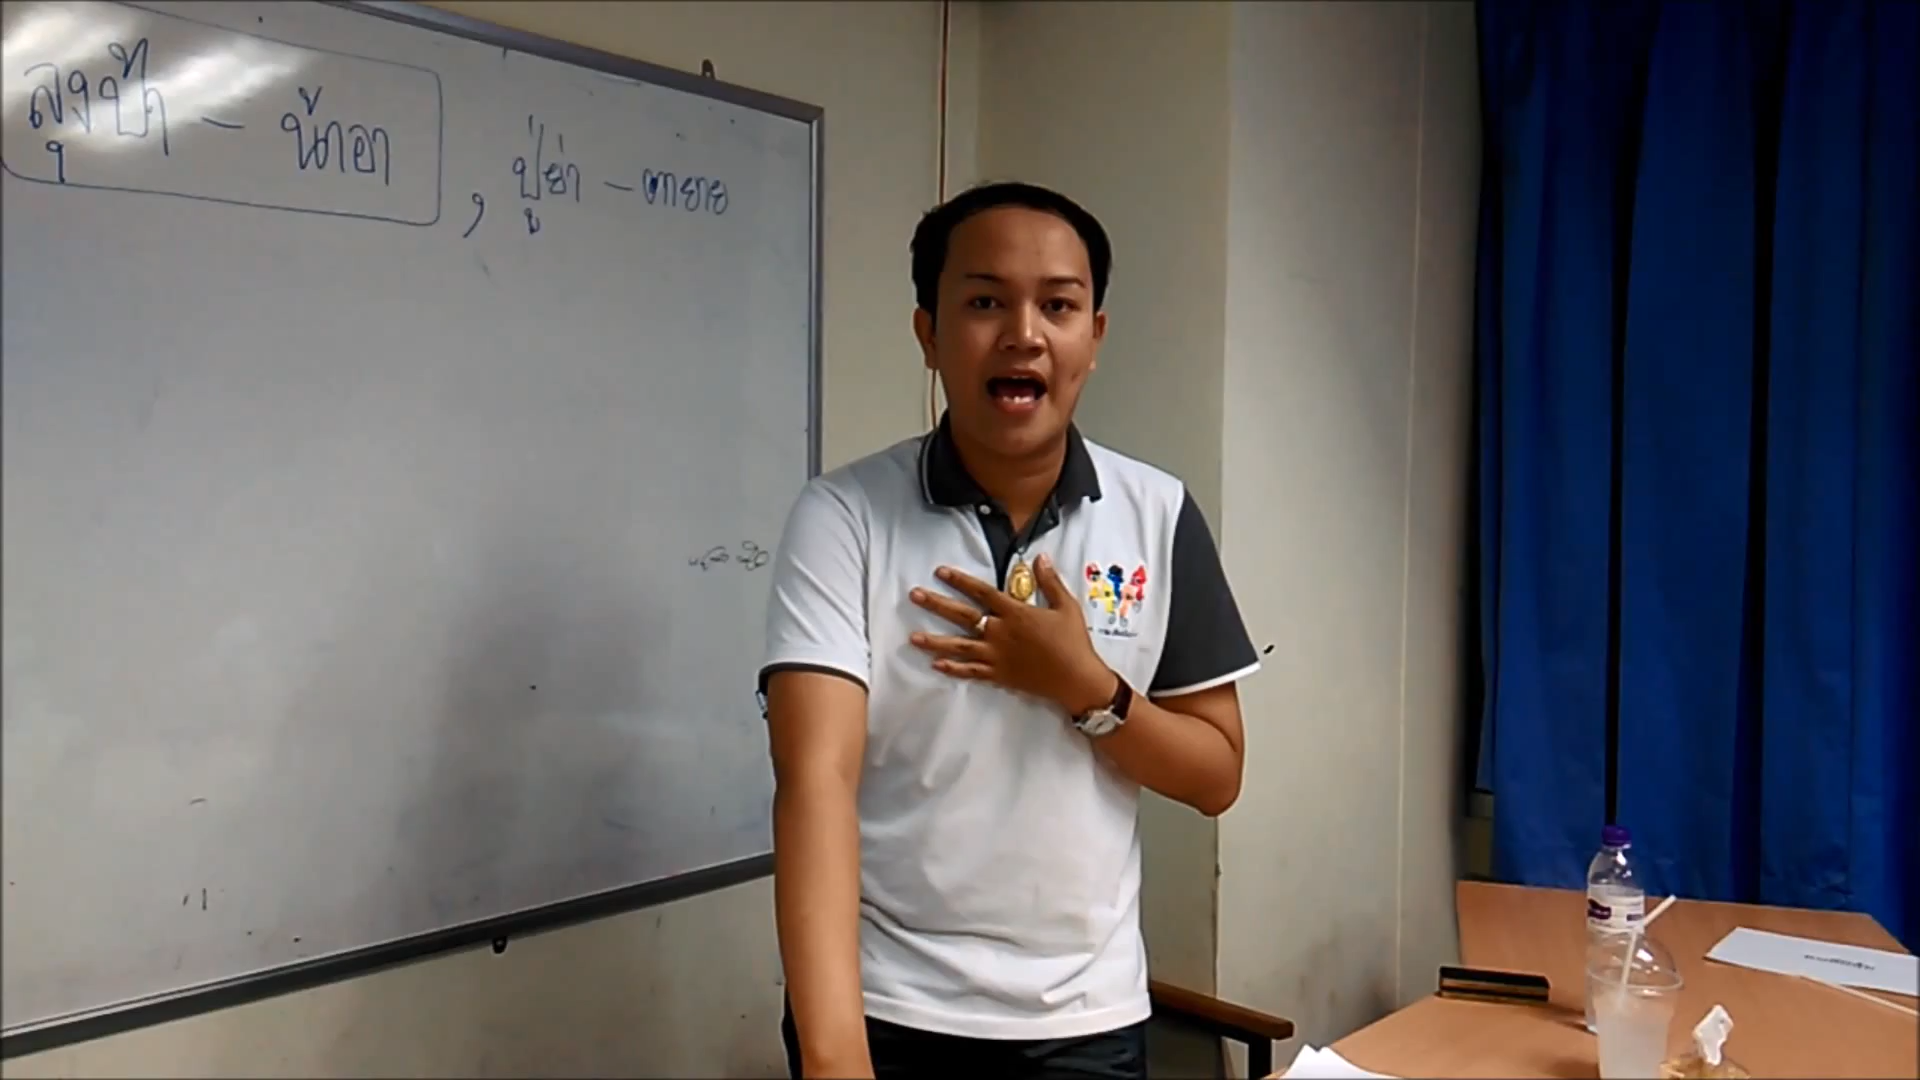 ลุงป้า - น้าอา , ปู่ย่า - ตายาย